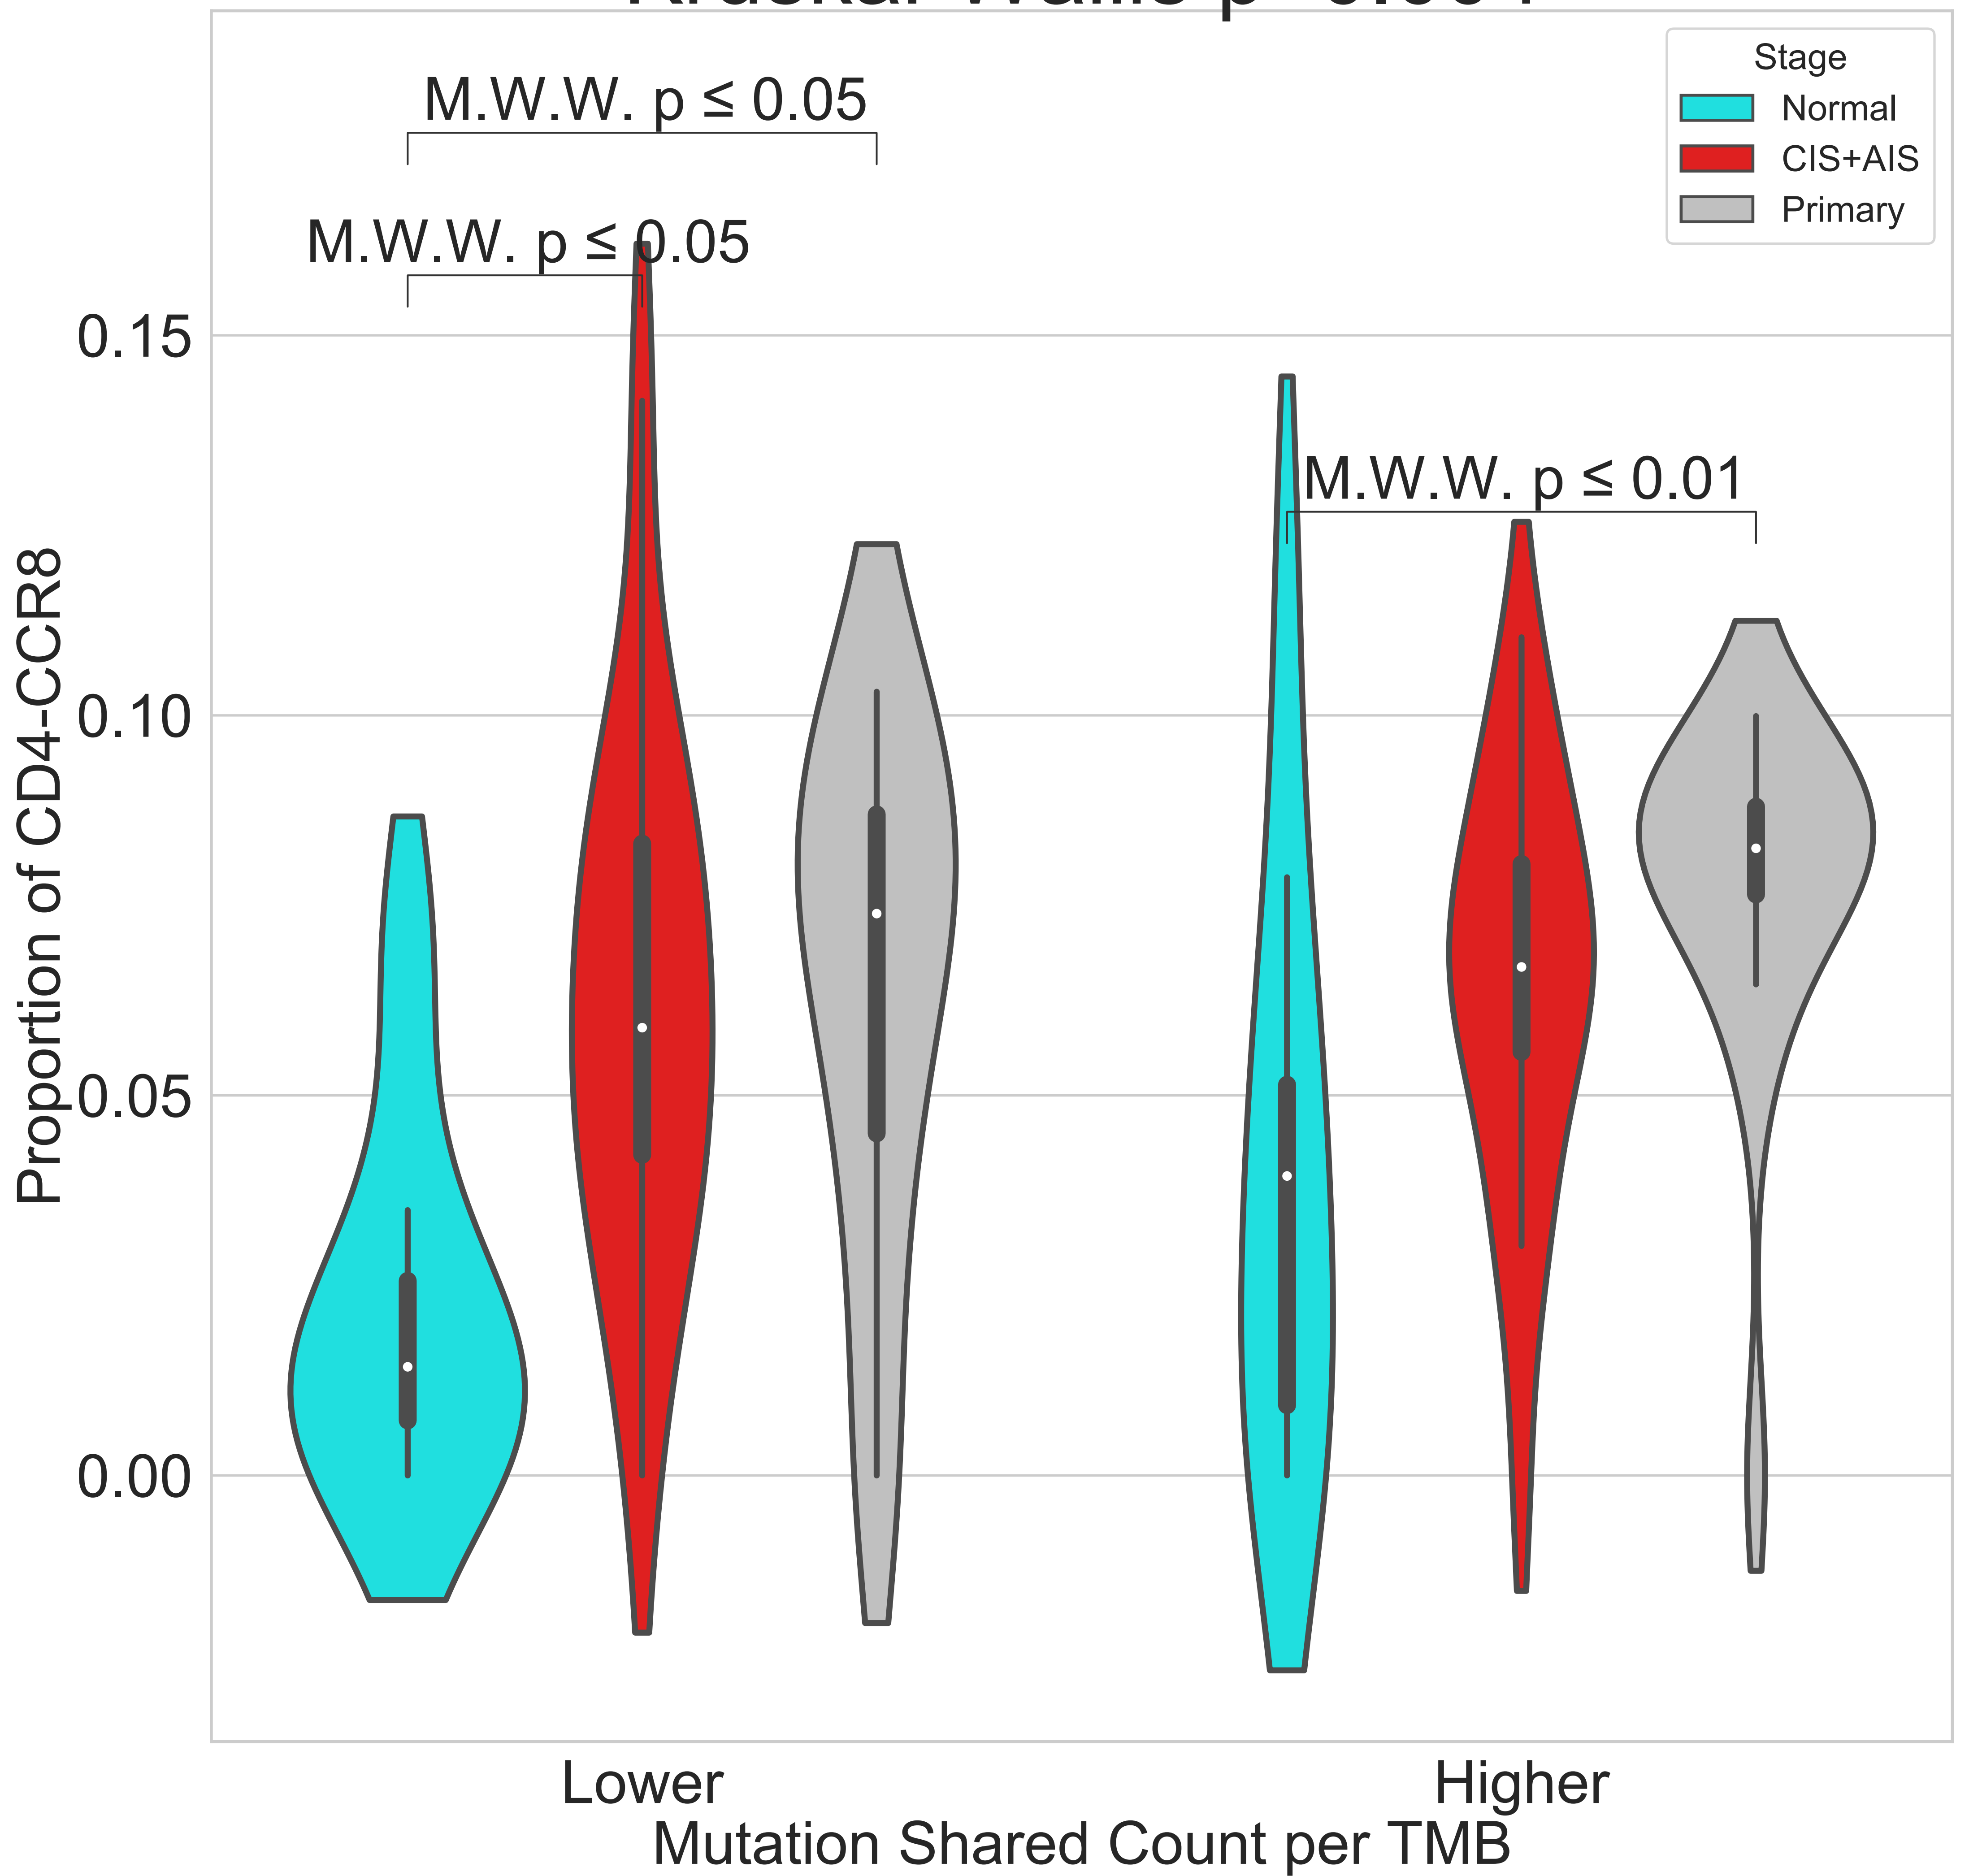 Stage
Normal
CIS+AIS
Primary
M.W.W. p ≤ 0.05
M.W.W. p ≤ 0.05
M.W.W. p ≤ 0.01
0.15
0.10
0.05
0.00
Proportion of CD4-CCR8
Lower
Higher
Mutation Shared Count per TMB